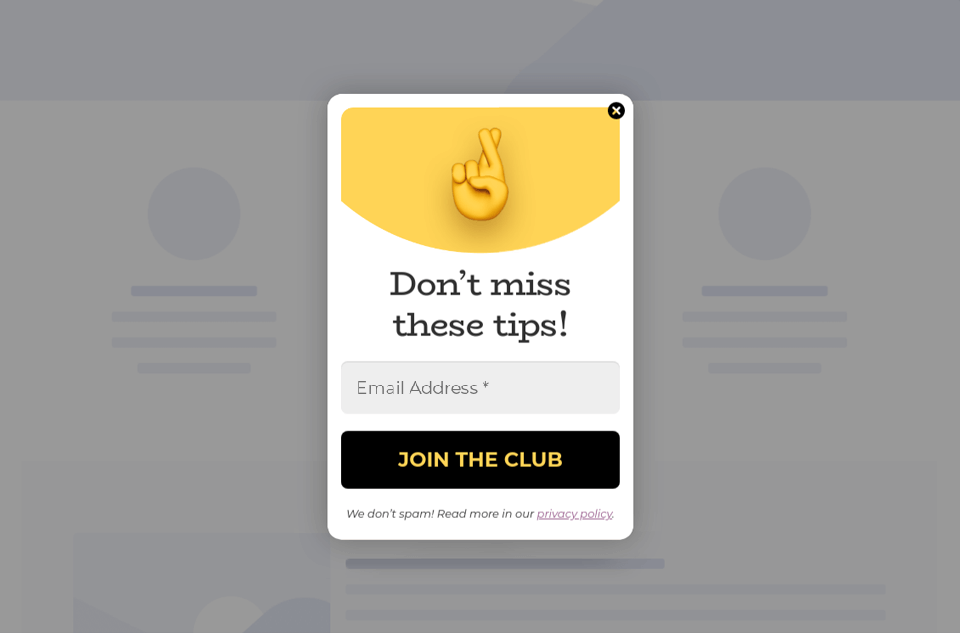 Don’t miss
these tips!
Email Address *
JOIN THE CLUB
We don’t spam! Read more in our privacy policy.